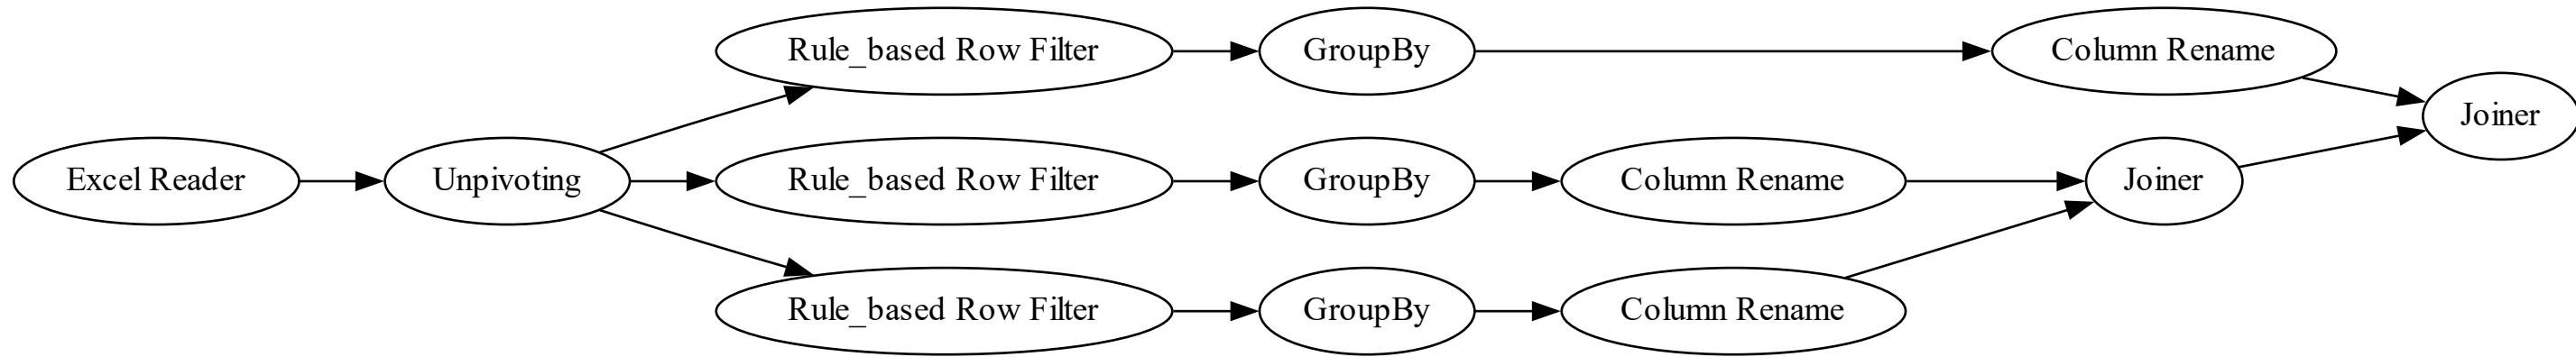 Rule_based Row Filter
GroupBy
Column Rename
Joiner
Excel Reader
Unpivoting
Rule_based Row Filter
GroupBy
Column Rename
Joiner
Rule_based Row Filter
GroupBy
Column Rename